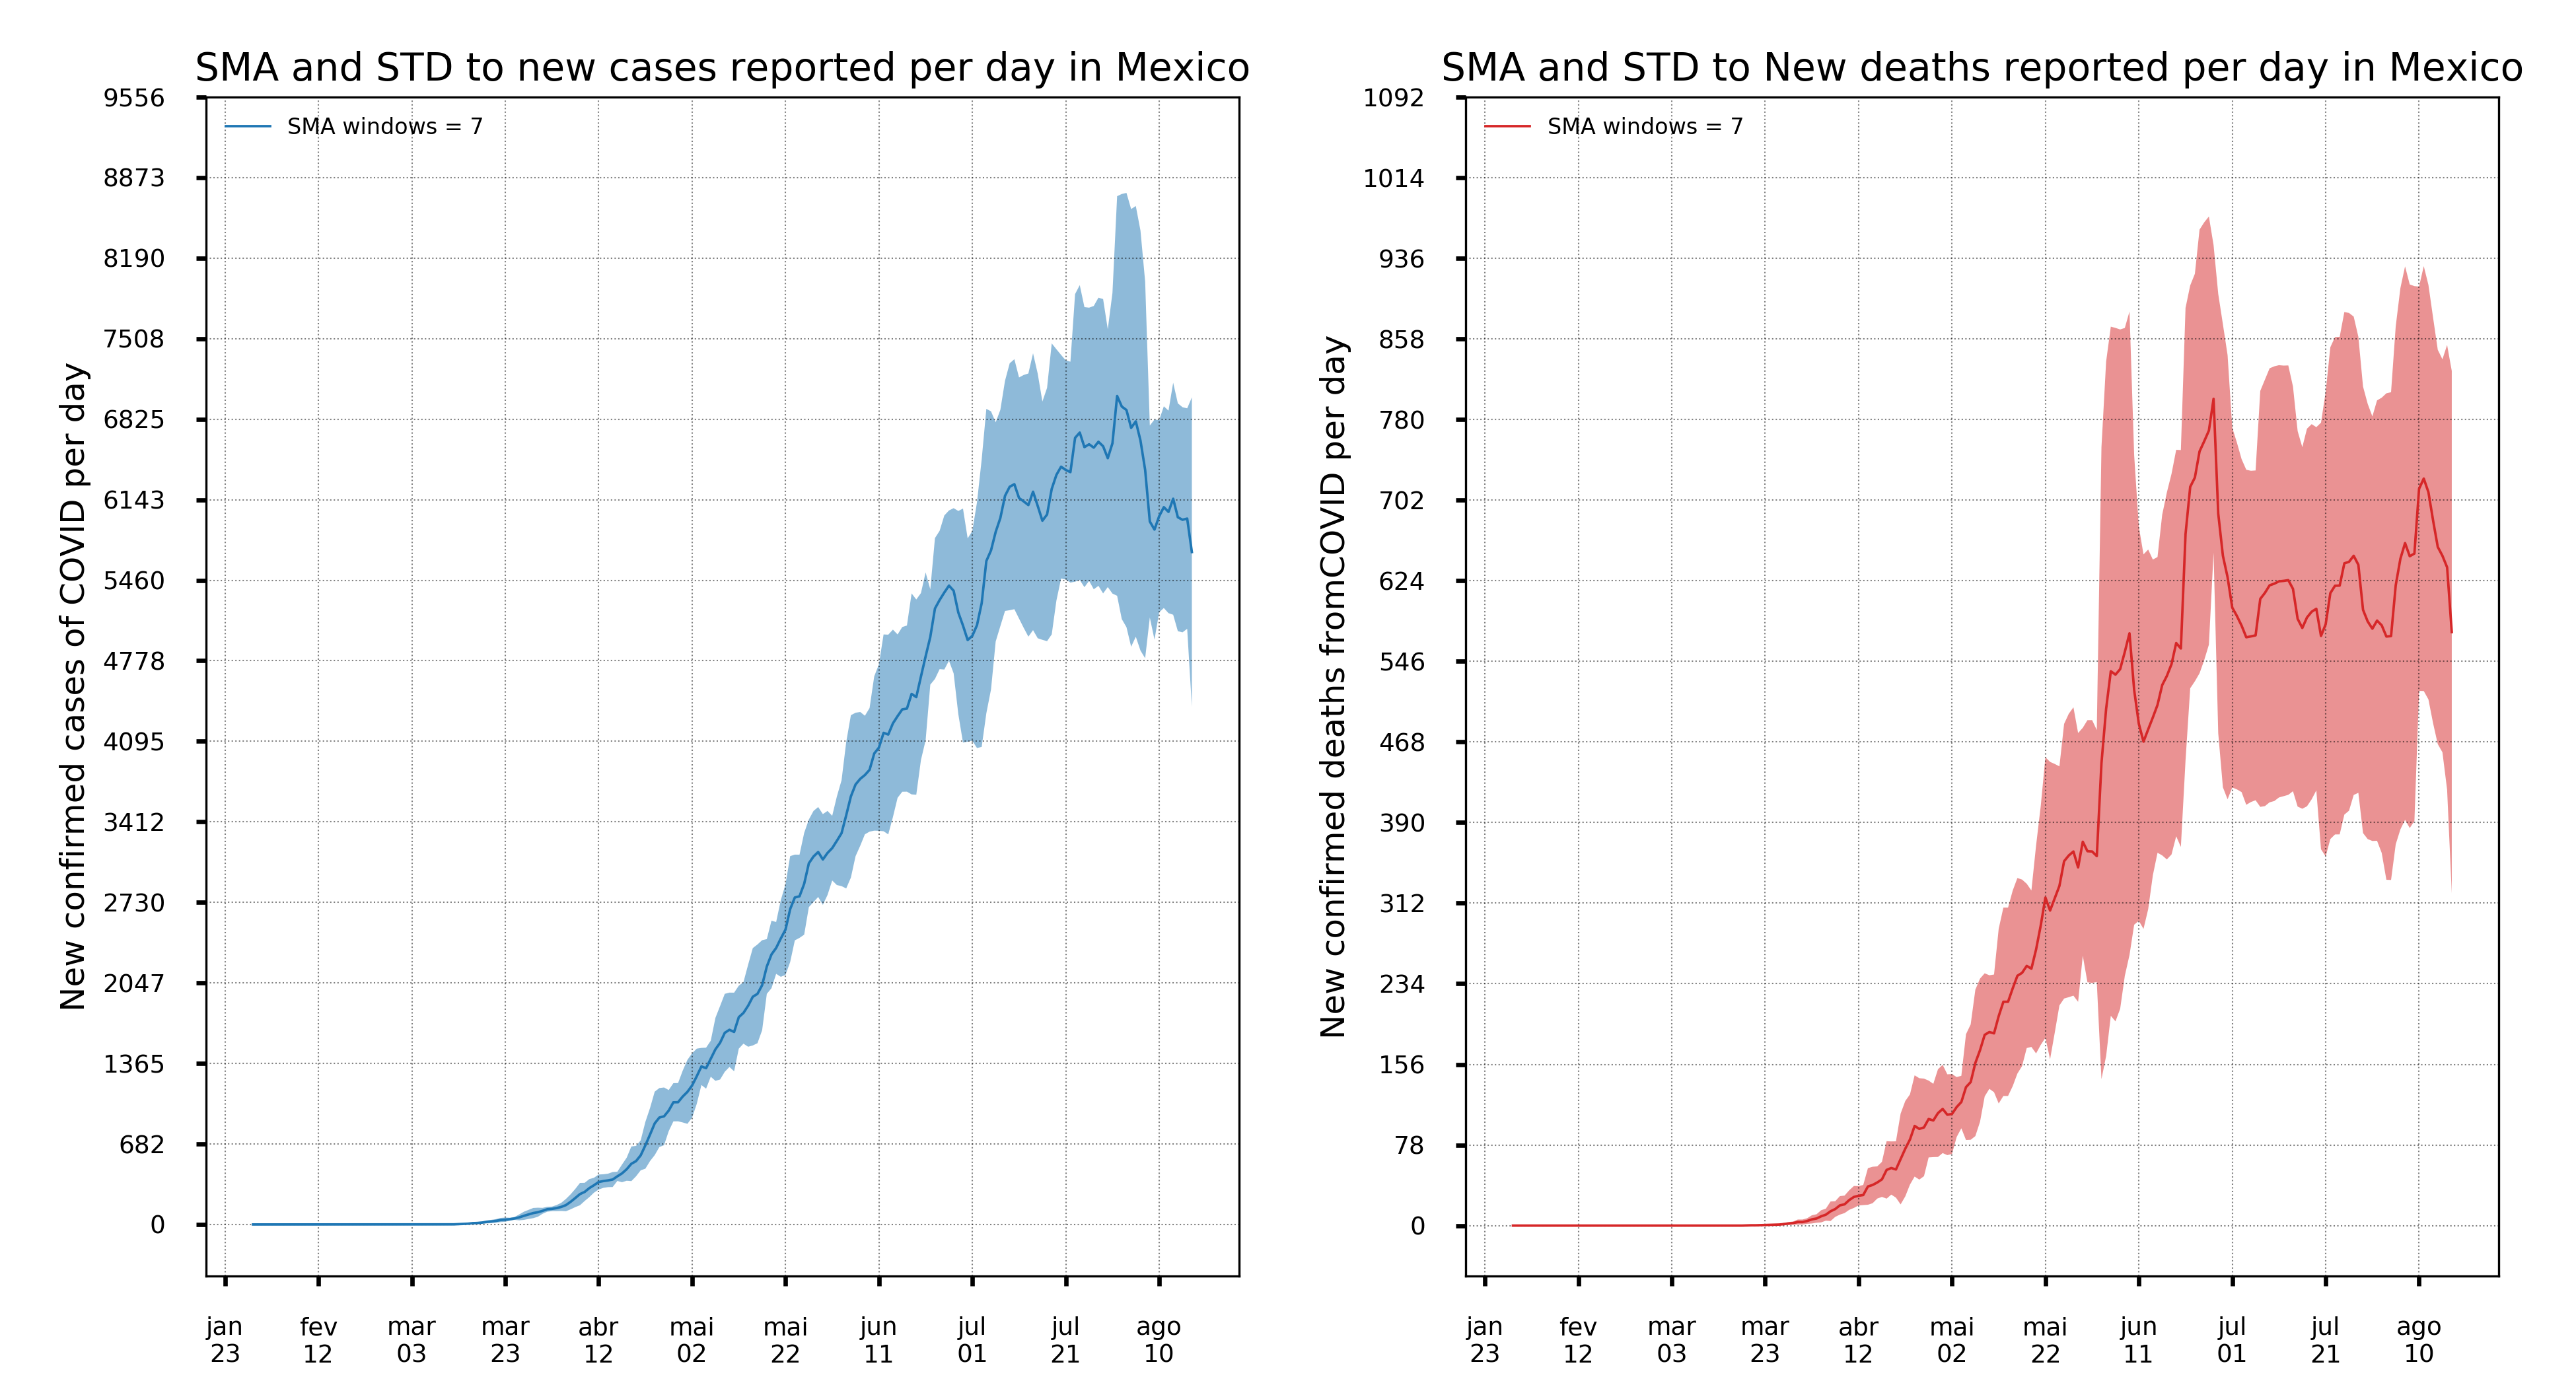 SMA and STD to new cases reported per day in Mexico
SMA windows = 7
New confirmed cases of COVID per day
9556
8873
8190
7508
6825
6143
5460
4778
4095
3412
2730
2047
1365
682
0
jan 23
fev 12
mar 03
mar 23
abr 12
mai 02
mai 22
jun 11
jul 01
jul 21
ago 10
SMA and STD to New deaths reported per day in Mexico
SMA windows = 7
New confirmed deaths fromCOVID per day
1092
1014
936
858
780
702
624
546
468
390
312
234
156
78
0
jan 23
fev 12
mar 03
mar 23
abr 12
mai 02
mai 22
jun 11
jul 01
jul 21
ago 10